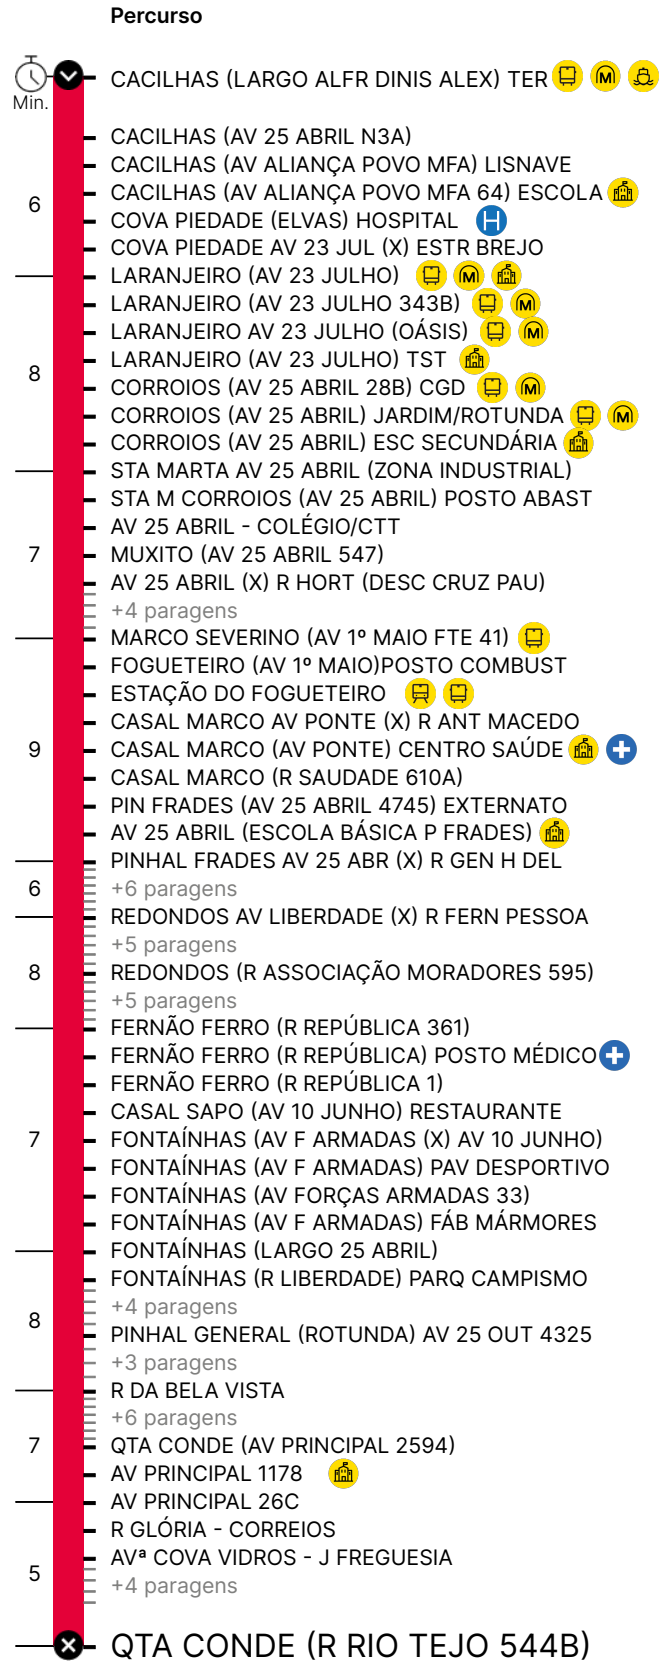 Percurso
CACILHAS (LARGO ALFR DINIS ALEX) TER
Min.
CACILHAS (AV 25 ABRIL N3A)
CACILHAS (AV ALIANÇA POVO MFA) LISNAVE
CACILHAS (AV ALIANÇA POVO MFA 64) ESCOLA
6
COVA PIEDADE (ELVAS) HOSPITAL H
COVA PIEDADE AV 23 JUL (X) ESTR BREJO
LARANJEIRO (AV 23 JULHO)
LARANJEIRO (AV 23 JULHO 343B)
LARANJEIRO AV 23 JULHO (OÁSIS)
LARANJEIRO (AV 23 JULHO) TST
8
CORROIOS (AV 25 ABRIL 28B) CGD
CORROIOS (AV 25 ABRIL) JARDIM/ROTUNDA
CORROIOS (AV 25 ABRIL) ESC SECUNDÁRIA
STA MARTA AV 25 ABRIL (ZONA INDUSTRIAL)
STA M CORROIOS (AV 25 ABRIL) POSTO ABAST
AV 25 ABRIL - COLÉGIO/CTT
7 MUXITO (AV 25 ABRIL 547)
AV 25 ABRIL (X) R HORT (DESC CRUZ PAU)
+4 paragens
MARCO SEVERINO (AV 1º MAIO FTE 41)
FOGUETEIRO (AV 1º MAIO)POSTO COMBUST
ESTAÇÃO DO FOGUETEIRO
CASAL MARCO AV PONTE (X) R ANT MACEDO
9 CASAL MARCO (AV PONTE) CENTRO SAÚDE
CASAL MARCO (R SAUDADE 610A)
PIN FRADES (AV 25 ABRIL 4745) EXTERNATO
AV 25 ABRIL (ESCOLA BÁSICA P FRADES)
PINHAL FRADES AV 25 ABR (X) R GEN H DEL
6 +6 paragens
REDONDOS AV LIBERDADE (X) R FERN PESSOA
+5 paragens
8 REDONDOS (R ASSOCIAÇÃO MORADORES 595)
+5 paragens
FERNÃO FERRO (R REPÚBLICA 361)
FERNÃO FERRO (R REPÚBLICA) POSTO MÉDICO
FERNÃO FERRO (R REPÚBLICA 1)
CASAL SAPO (AV 10 JUNHO) RESTAURANTE
7 FONTAÍNHAS (AV F ARMADAS (X) AV 10 JUNHO)
FONTAÍNHAS (AV F ARMADAS) PAV DESPORTIVO
FONTAÍNHAS (AV FORÇAS ARMADAS 33)
FONTAÍNHAS (AV F ARMADAS) FÁB MÁRMORES
FONTAÍNHAS (LARGO 25 ABRIL)
FONTAÍNHAS (R LIBERDADE) PARQ CAMPISMO
+4 paragens
8
PINHAL GENERAL (ROTUNDA) AV 25 OUT 4325
+3 paragens
R DA BELA VISTA
+6 paragens
7 QTA CONDE (AV PRINCIPAL 2594)
AV PRINCIPAL 1178
AV PRINCIPAL 26C
R GLÓRIA - CORREIOS
AVª COVA VIDROS - J FREGUESIA
5
+4 paragens
QTA CONDE (R RIO TEJO 544B)